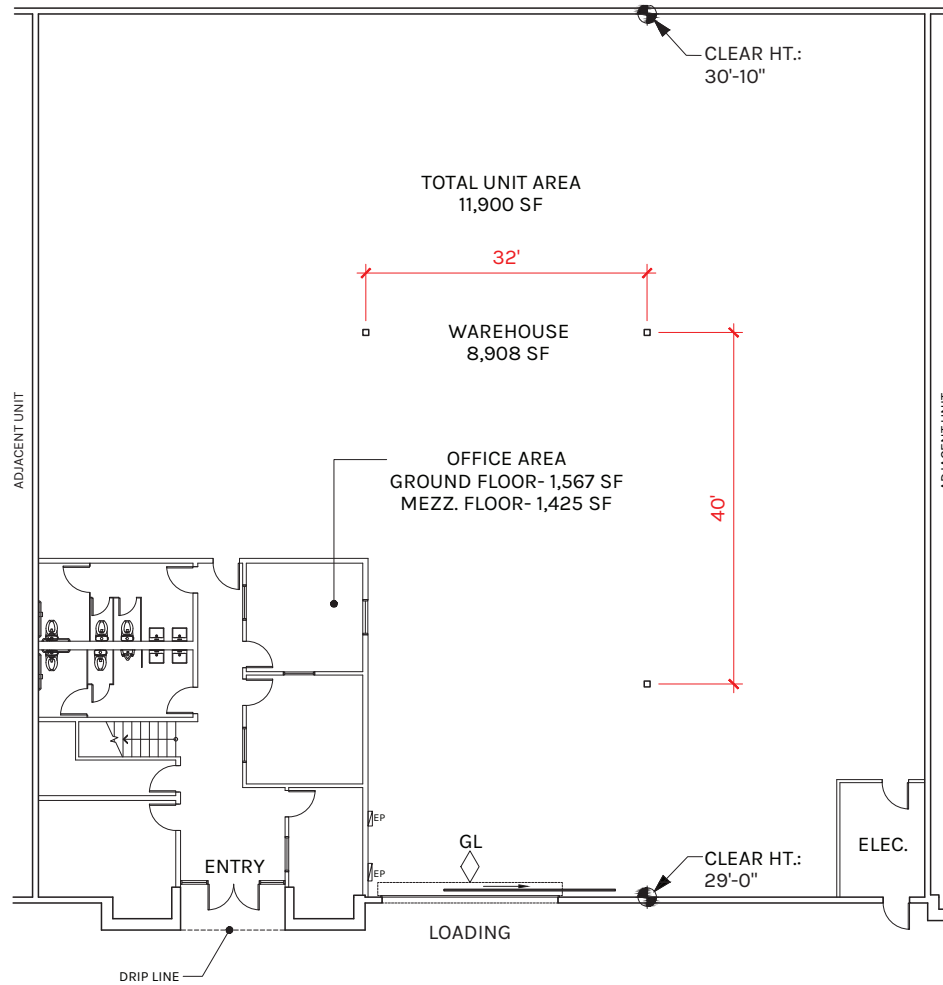 CLEAR HT.:
30'-10"
TOTAL UNIT AREA
11,900 SF
32'
WAREHOUSE
8,908 SF
ADJACENT UNIT
ADJACENT UNIT
OFFICE AREA
GROUND FLOOR- 1,567 SF
MEZZ. FLOOR- 1,425 SF
40'
EP
GL
ELEC.
CLEAR HT.:
29'-0"
ENTRY
EP
LOADING
DRIP LINE